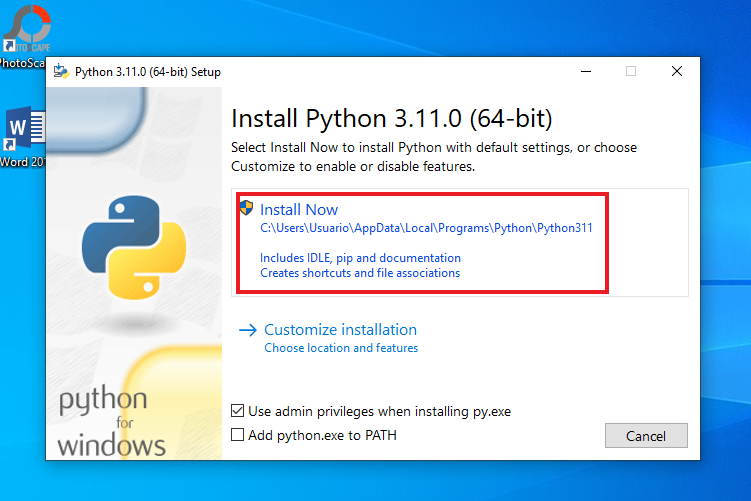 PhotoSca
Word 20
Python 3.11.0 (64-bit) Setup
Install Python 3.11.0 (64-bit)
Select Install Now to install Python with default settings, or choose
Customize to enable or disable features.
Install Now
C:\Users\Usuario\AppData\Local\Programs\Python\Python311
Includes IDLE, pip and documentation
Creates shortcuts and file associations
Customize installation
Choose location and features
Use admin privileges when installing py.exe
Add python.exe to PATH
Cancel
python
for
windows